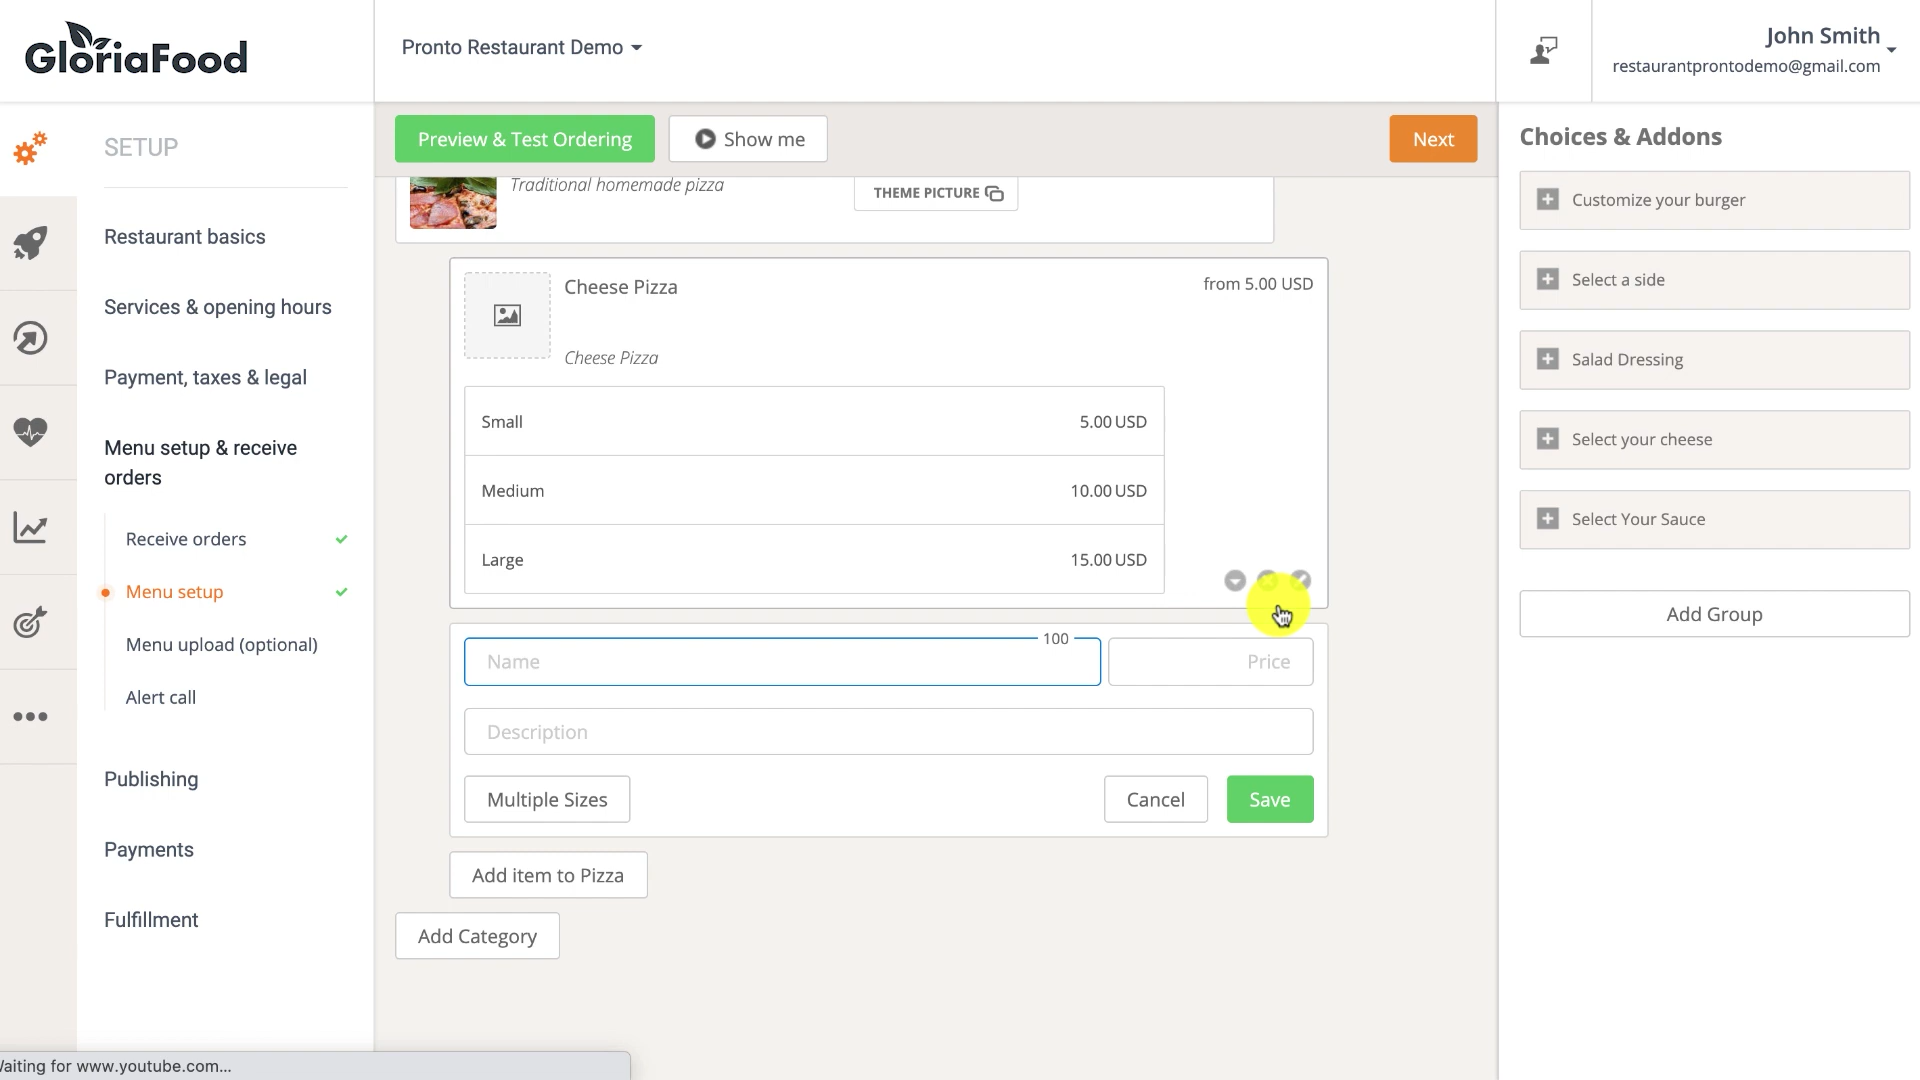 GloriaFood
Pronto Restaurant Demo
John Smith
restaurantprontodemo@gmail.com
SETUP
Restaurant basics
Services & opening hours
Payment, taxes & legal
Menu setup & receive
orders
Receive orders
Menu setup
Menu upload (optional)
Alert call
Publishing
Payments
Fulfillment
Preview & Test Ordering
Show me
Next
Traditional homemade pizza
THEME PICTURE
Cheese Pizza
from 5.00 USD
Cheese Pizza
Small 5.00 USD
Medium 10.00 USD
Large 15.00 USD
100
Name
Price
Description
Multiple Sizes
Cancel
Save
Add item to Pizza
Add Category
Choices & Addons
Customize your burger
Select a side
Salad Dressing
Select your cheese
Select Your Sauce
Add Group
Waiting for www.youtube.com...